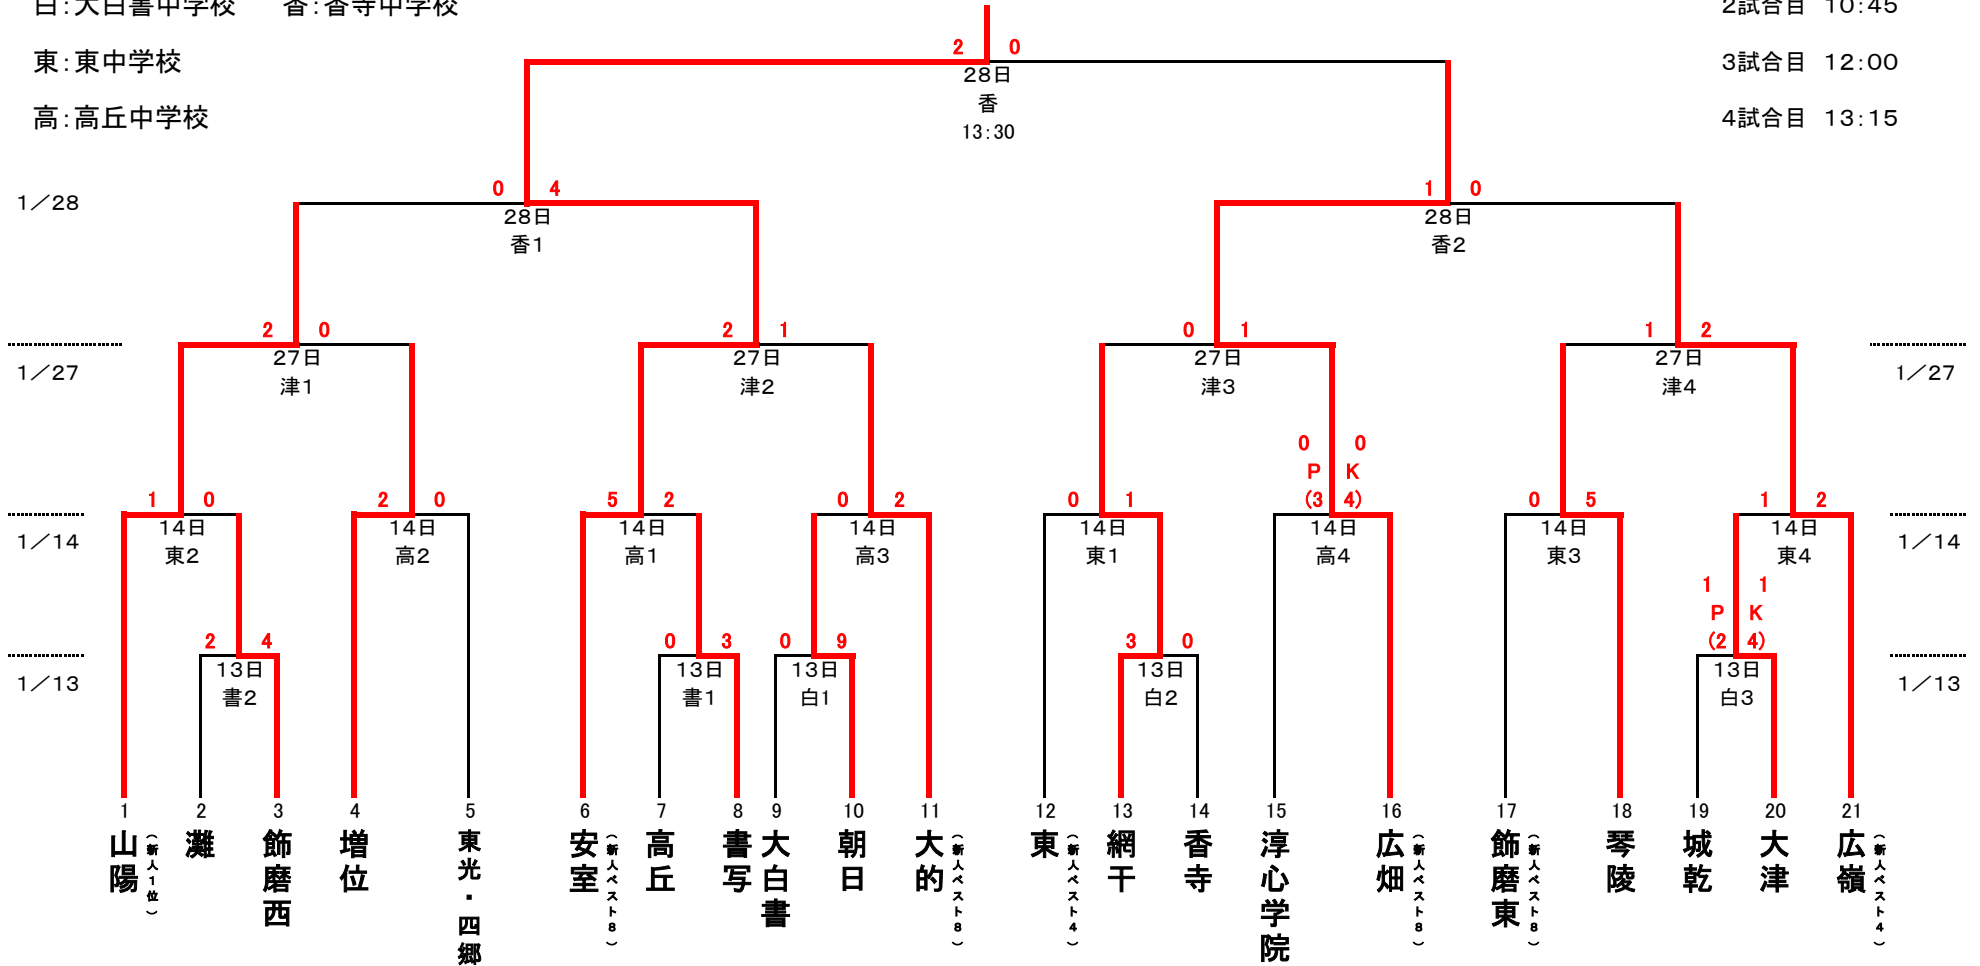 白:大白書中学校 香:香寺中学校
2試合目 10:45
東:東中学校
3試合目 12:00
高:高丘中学校
4試合目 13:15
2 0
28日
香
13:30
1/28
0 4
28日
香1
1 0
28日
香2
1/27
2 0
27日
津1
2 1
27日
津2
0 1
27日
津3
1 2
27日
津4
1/27
1/14
1 0
14日
東2
2 0
14日
高2
5 2
14日
高1
0 2
14日
高3
0 1
14日
東1
0 0
P K
(3 4)
14日
高4
0 5
14日
東3
1 2
14日
東4
1/14
1/13
2 4
13日
書2
0 3
13日
書1
0 9
13日
白1
3 0
13日
白2
1 1
P K
(2 4)
13日
白3
1/13
1
山陽
(新人1位)
2
灘
3
飾磨西
4
増位
5
東光・四郷
6
安室
(新人ベスト8)
7
高丘
8
書写
9
大白書
10
朝日
11
大的
(新人ベスト8)
12
東
(新人ベスト4)
13
網干
14
香寺
15
淳心学院
16
広畑
(新人ベスト8)
17
飾磨東
(新人ベスト8)
18
琴陵
19
城乾
20
大津
21
広嶺
(新人ベスト4)